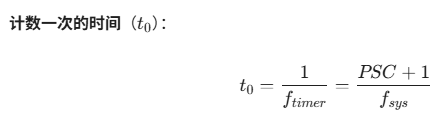 计数一次的时间（t₀）：
t₀ = 1 / f_timer = (PSC + 1) / f_sys